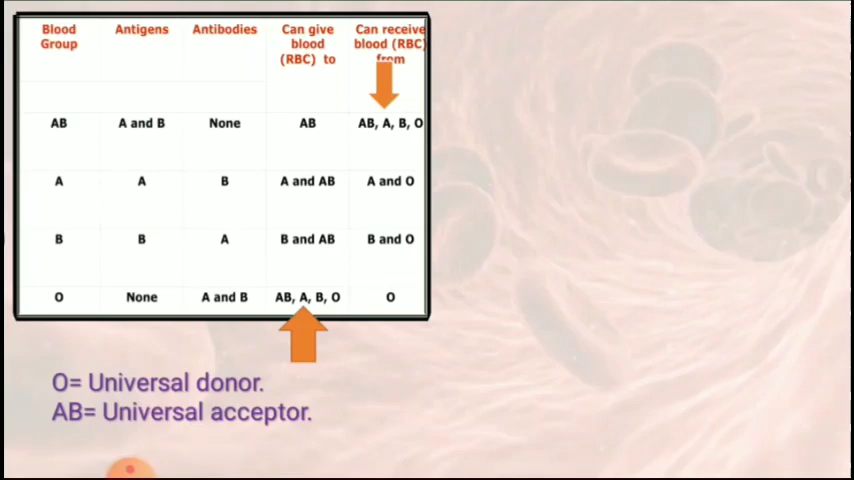 Blood Group Antigens Antibodies Can give blood (RBC) to Can receive blood (RBC) from
AB A and B None AB AB, A, B, O
A A B A and AB A and O
B B A B and AB B and O
O None A and B AB, A, B, O O
O= Universal donor.
AB= Universal acceptor.